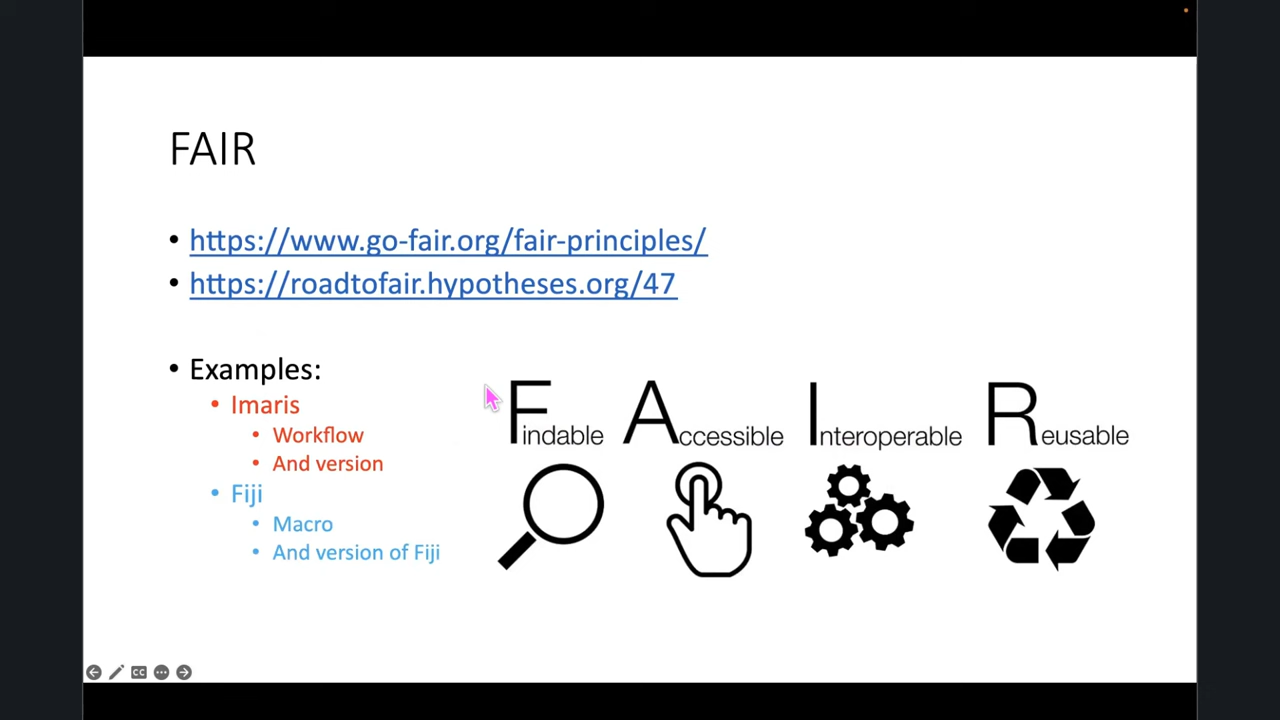 FAIR
• https://www.go-fair.org/fair-principles/
• https://roadtofair.hypotheses.org/47
• Examples:
• Imaris
• Workflow
• And version
• Fiji
• Macro
• And version of Fiji
Findable Accessible Interoperable Reusable
CC